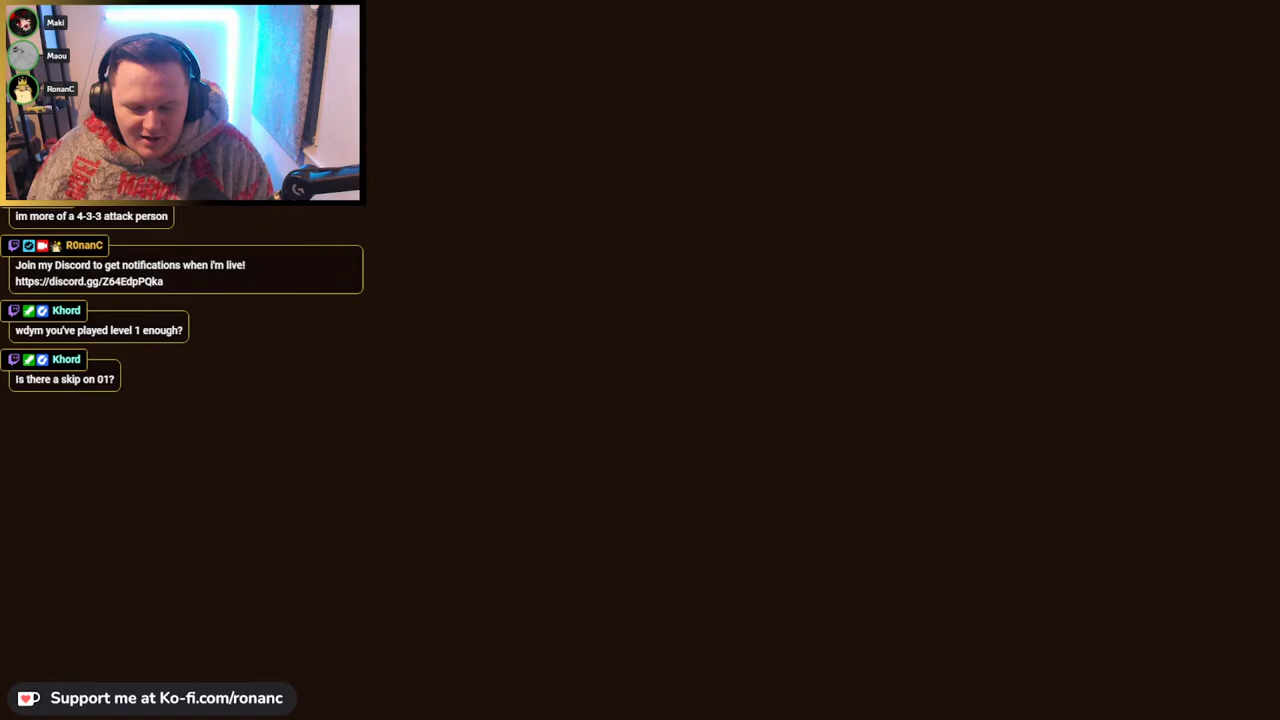 Maki
Maou
RonanC
im more of a 4-3-3 attack person
R0nanC
Join my Discord to get notifications when i'm live!
https://discord.gg/Z64EdpPQka
Khord
wdym you've played level 1 enough?
Khord
Is there a skip on 01?
Support me at Ko-fi.com/ronanc